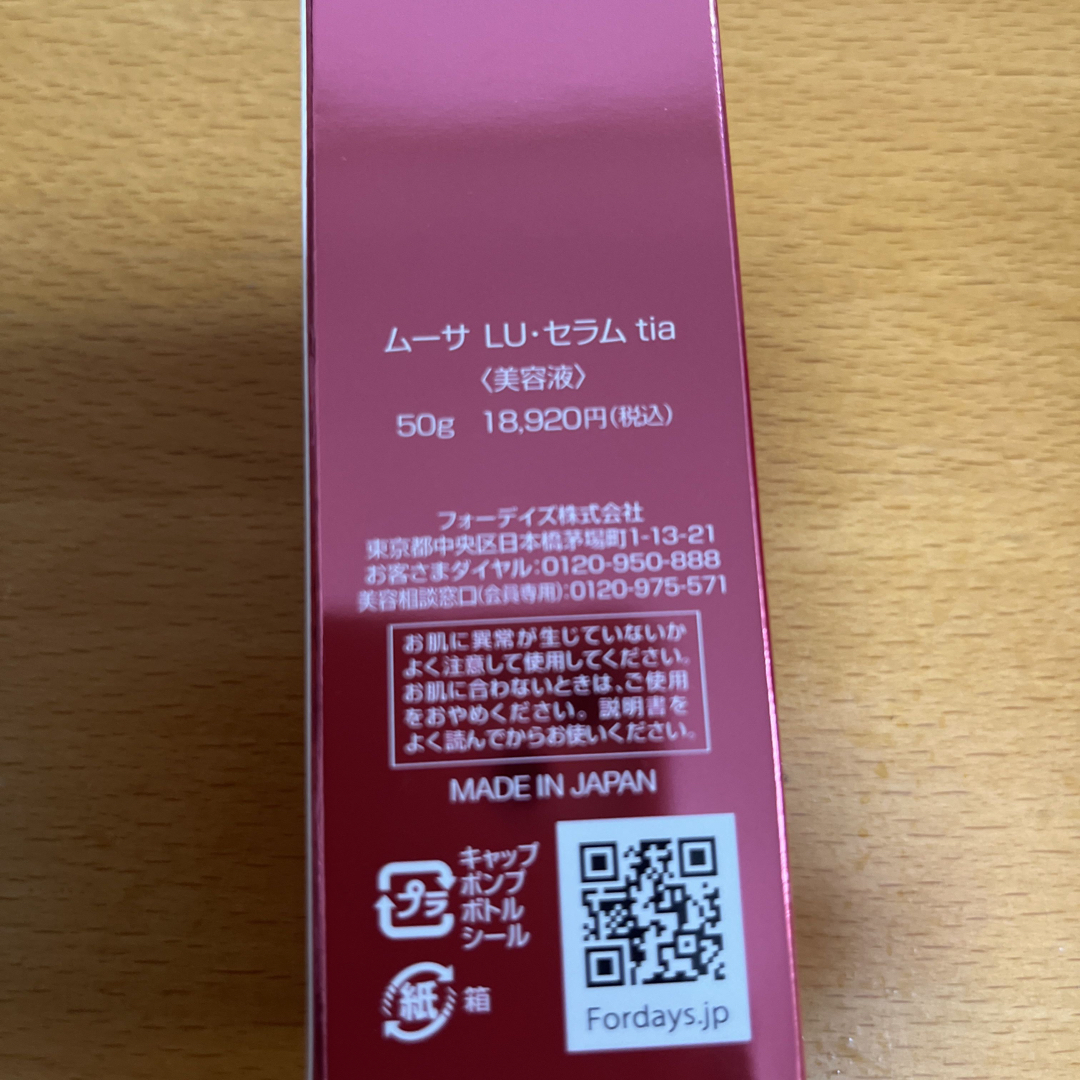 ムーサ LU・セラム tia
〈美容液〉
50g 18,920円(税込)
フォーデイズ株式会社
東京都中央区日本橋茅場町1-13-21
お客さまダイヤル:0120-950-888
美容相談窓口(会員専用):0120-975-571
お肌に異常が生じていないか
よく注意して使用してください。
お肌に合わないときは、ご使用
をおやめください。説明書を
よく読んでからお使いください。
MADE IN JAPAN
プラ
キャップ
ポンプ
ボトル
シール
紙 箱
Fordays.jp